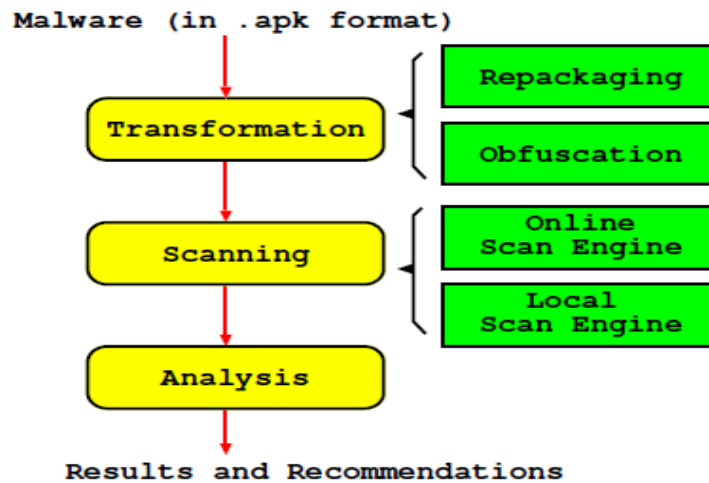 Malware (in .apk format)
Repackaging
Transformation
Obfuscation
Online
Scan Engine
Scanning
Local
Scan Engine
Analysis
Results and Recommendations